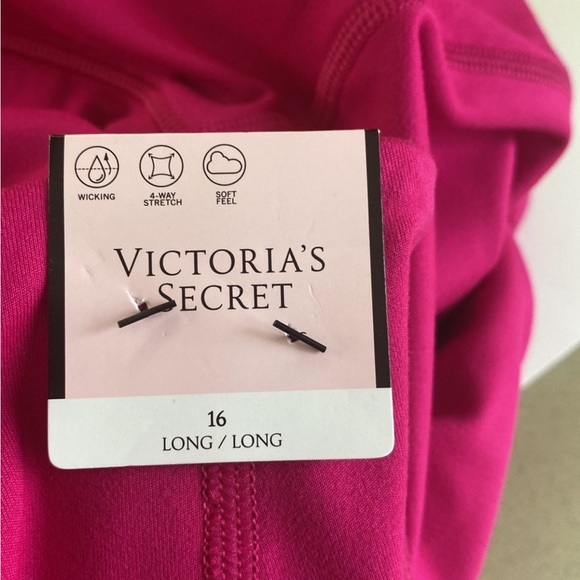 WICKING
4-WAY
STRETCH
SOFT
FEEL
VICTORIA'S
SECRET
16
LONG / LONG